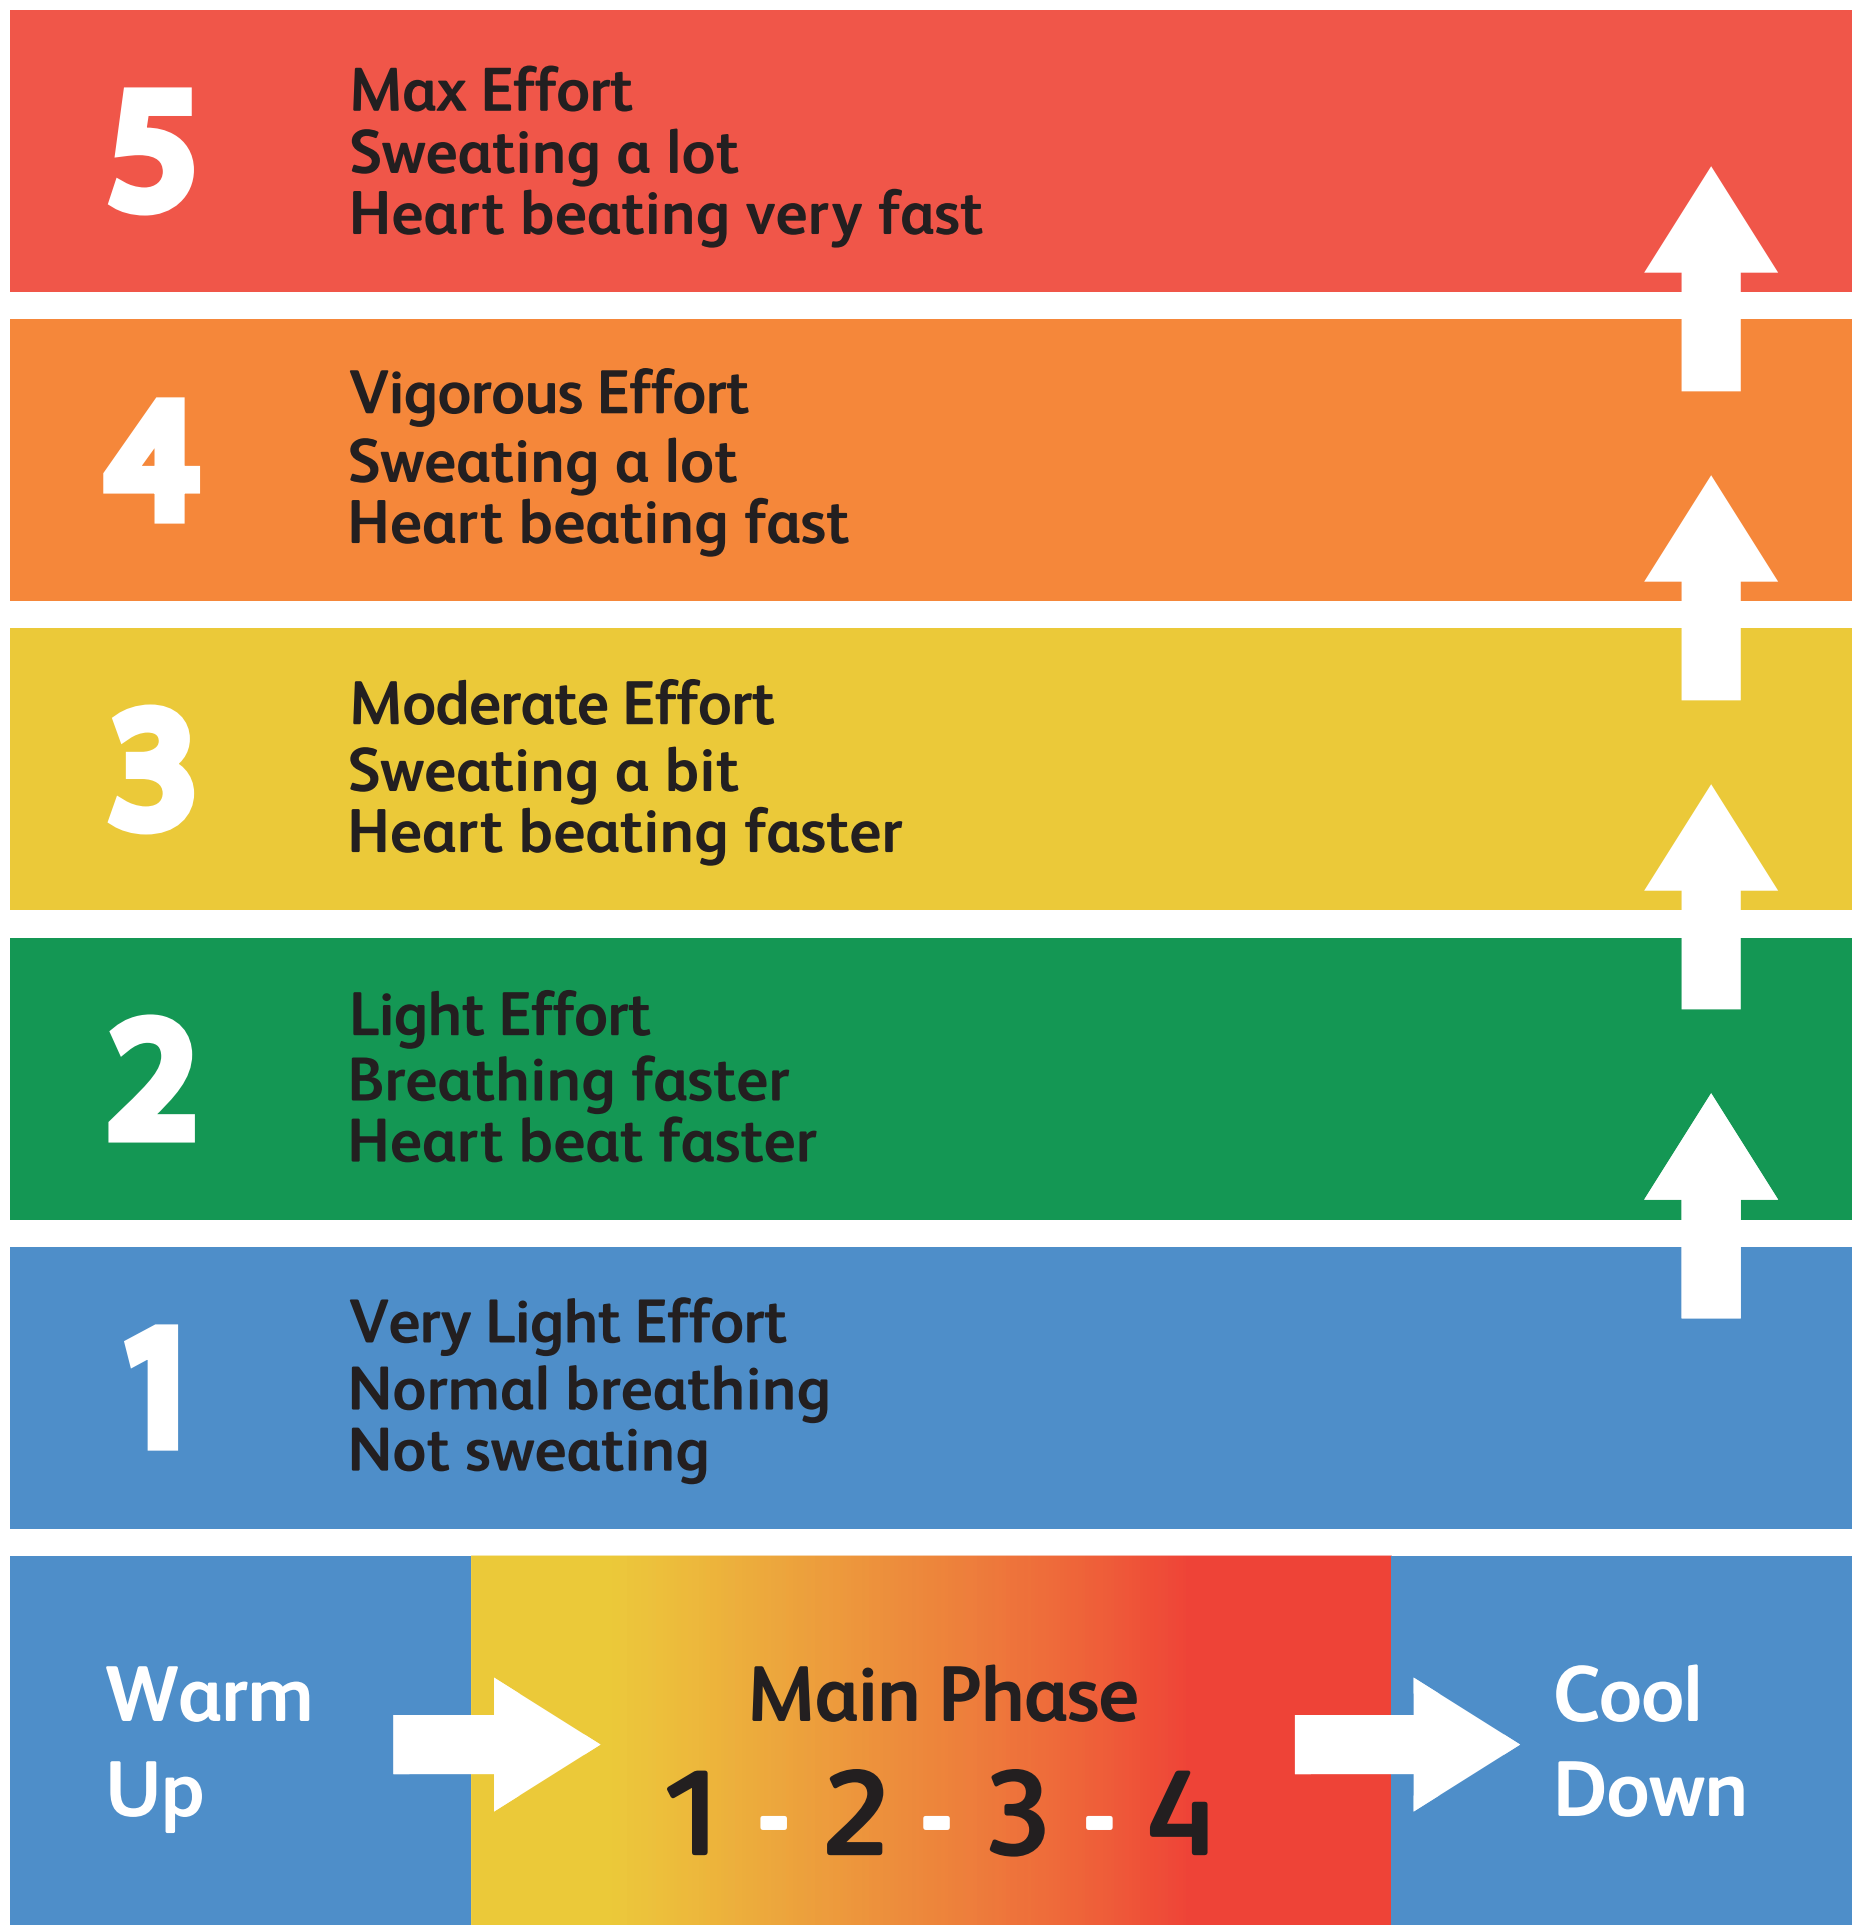 5
Max Effort
Sweating a lot
Heart beating very fast
4
Vigorous Effort
Sweating a lot
Heart beating fast
3
Moderate Effort
Sweating a bit
Heart beating faster
2
Light Effort
Breathing faster
Heart beat faster
1
Very Light Effort
Normal breathing
Not sweating
Warm
Up
Main Phase
1 - 2 - 3 - 4
Cool
Down